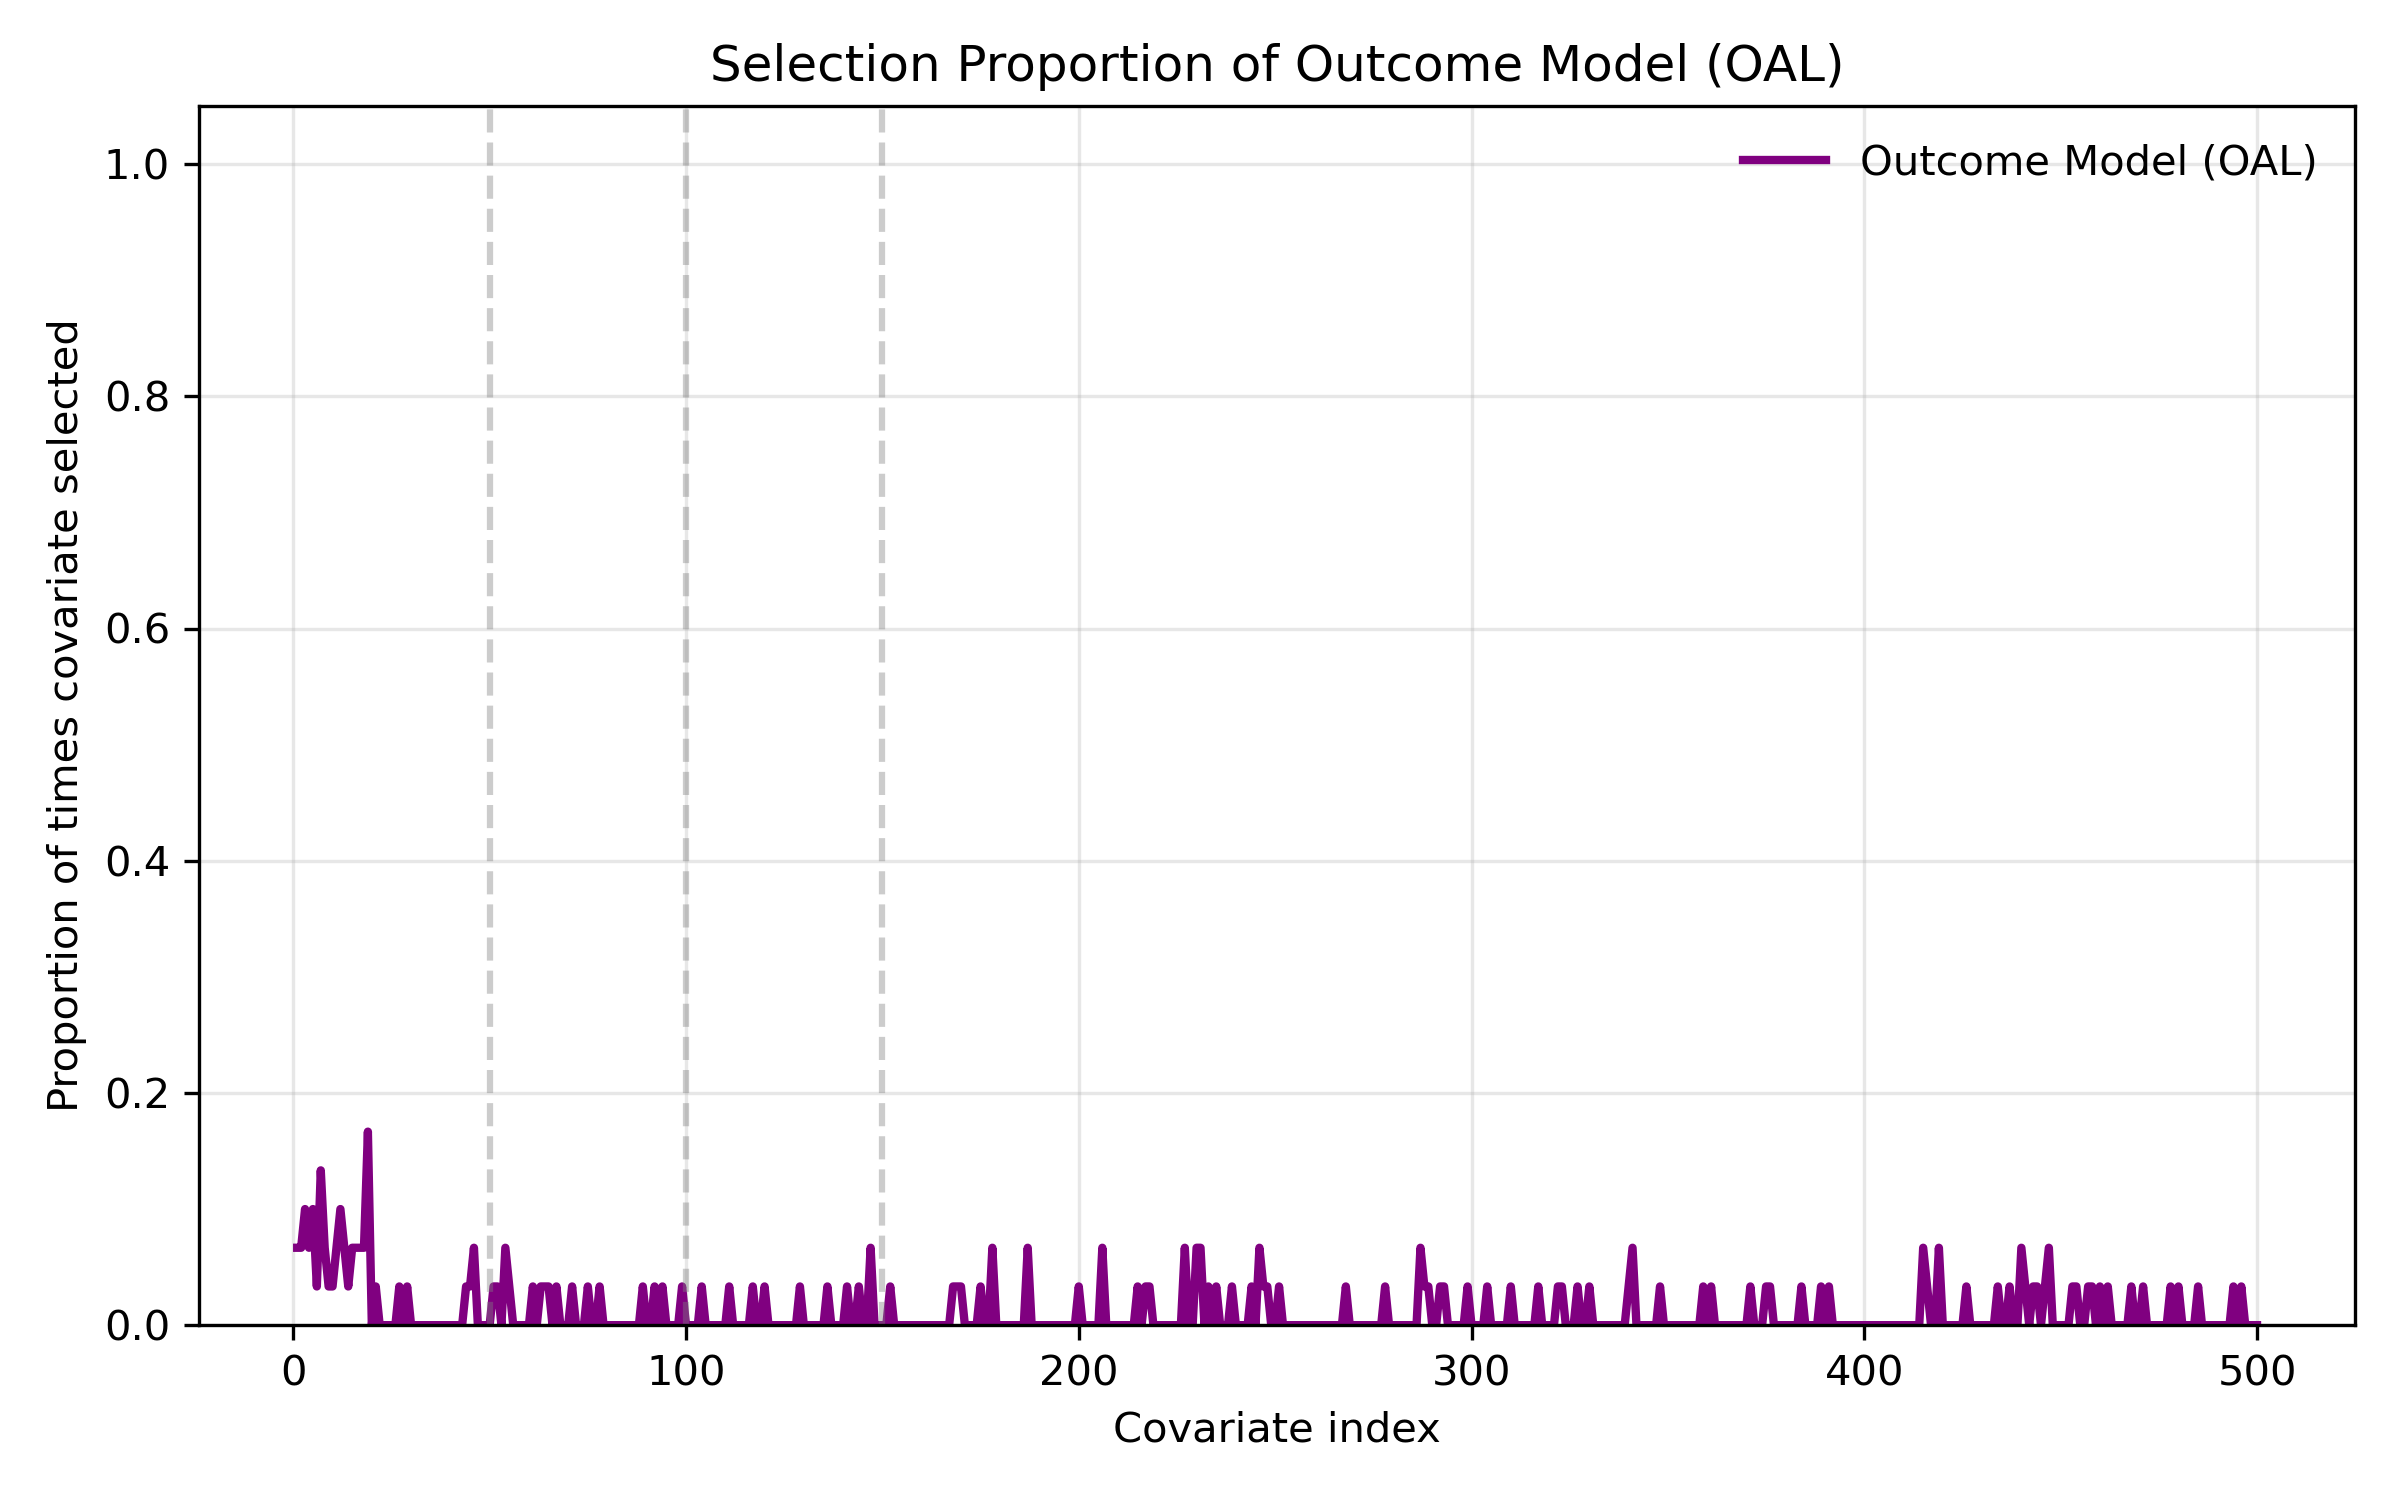 Selection Proportion of Outcome Model (OAL)
Outcome Model (OAL)
Proportion of times covariate selected
1.0
0.8
0.6
0.4
0.2
0.0
0 100 200 300 400 500
Covariate index